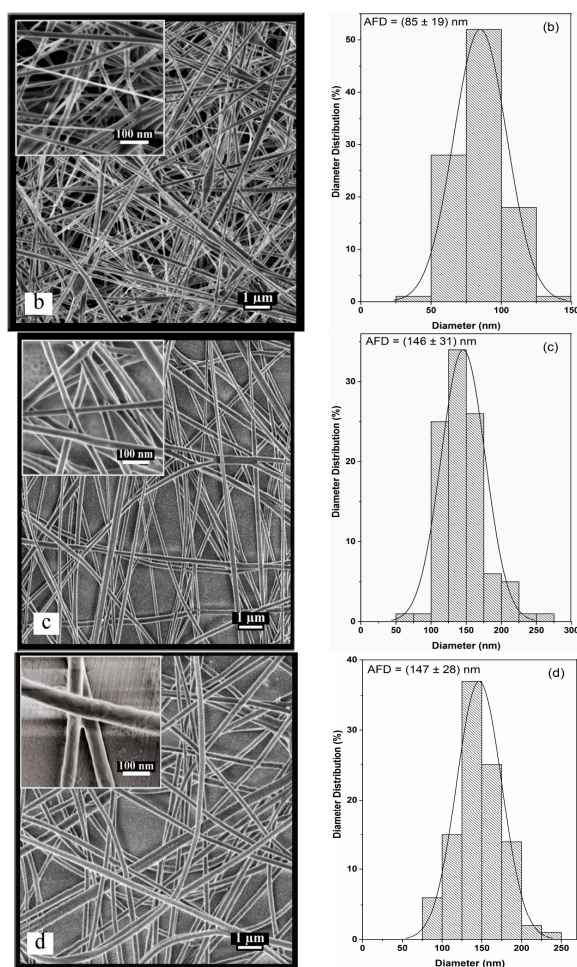 100 nm
b
1 µm
AFD = (85 ± 19) nm
(b)
50
40
30
20
10
0
0
50
100
150
Diameter Distribution (%)
Diameter (nm)
100 nm
c
1 µm
AFD = (146 ± 31) nm
(c)
30
20
10
0
0
50
100
150
200
250
300
Diameter Distribution (%)
Diameter (nm)
100 nm
d
1 µm
AFD = (147 ± 28) nm
(d)
40
30
20
10
0
0
50
100
150
200
250
Diameter Distribution (%)
Diameter (nm)